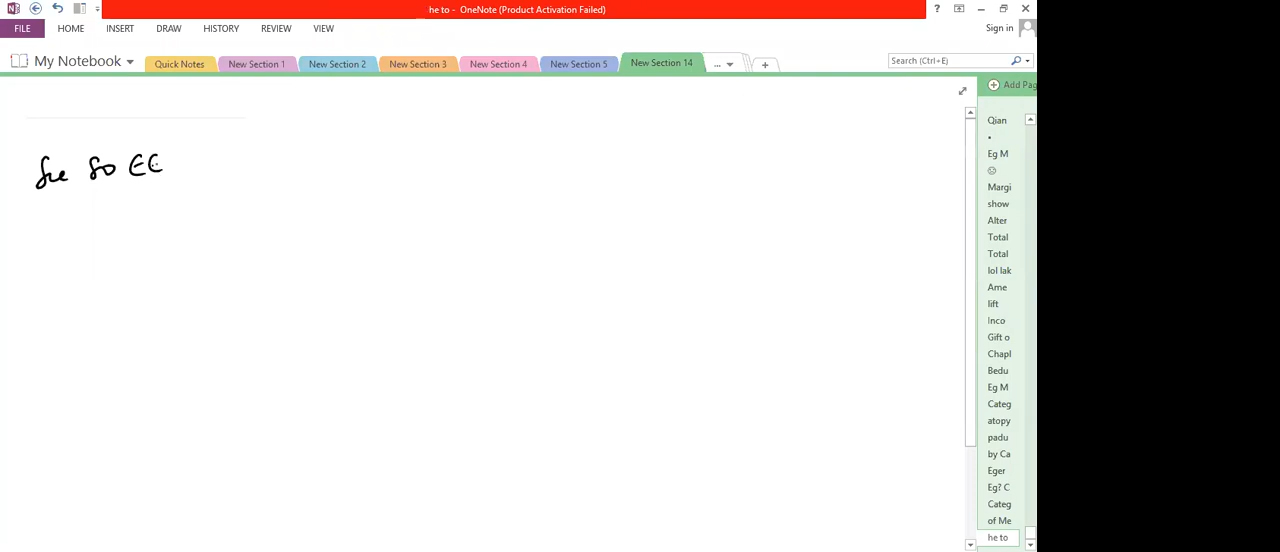 he to - OneNote (Product Activation Failed)
?
FILE HOME INSERT DRAW HISTORY REVIEW VIEW Sign in
My Notebook Quick Notes New Section 1 New Section 2 New Section 3 New Section 4 New Section 5 New Section 14 ... + Search (Ctrl+E)
Add Pag
Qian
•
Eg M
☺
Margi
show
Alter
Total
Total
lol lak
Ame
lift
Inco
Gift o
Chapl
Bedu
Eg M
Categ
atopy
padu
by Ca
Eger
Eg? C
Categ
of Me
he to